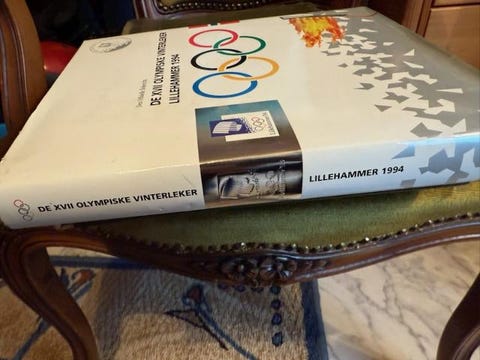 DE XVII OLYMPISKE VINTERLEKER
LILLEHAMMER 1994
DE XVII OLYMPISKE VINTERLEKER
LILLEHAMMER 1994